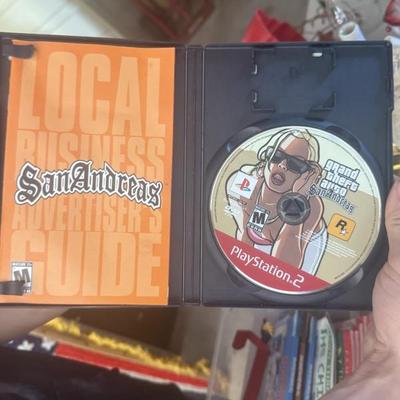 LOCAL
BUSINESS
San Andreas
ADVERTISER'S
GUIDE
M
grand
theft
auto
San Andreas
M
R
PlayStation 2